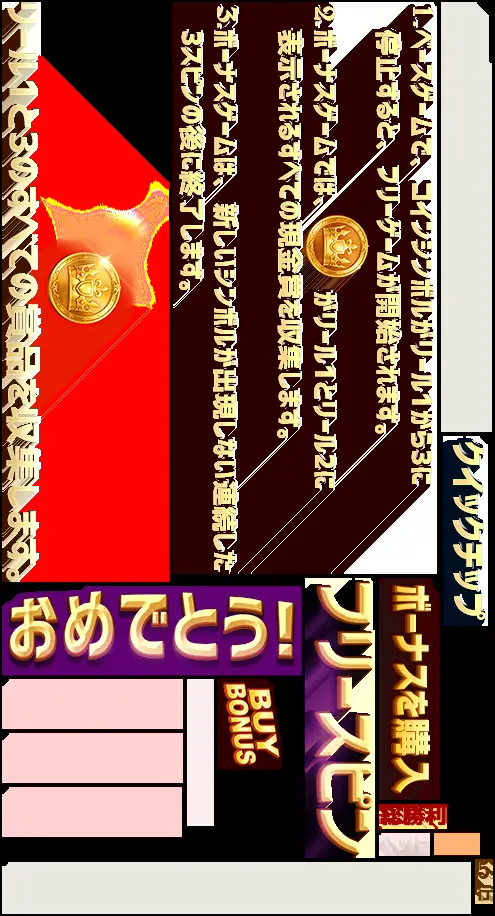 1.ベースゲームで、コインシンボルがリール1から3に
停止すると、フリーゲームが開始されます。
2.ボーナスゲームでは、がリール1とリール2に
表示されるすべての現金賞を収集します。
3.ボーナスゲームは、新しいシンボルが出現しない連続した
3スピンの後に終了します。
リール1と3のすべての賞品を収集します。
クイックチップ
おめでとう!
フリースピン
ボーナスを購入
BUY
BONUS